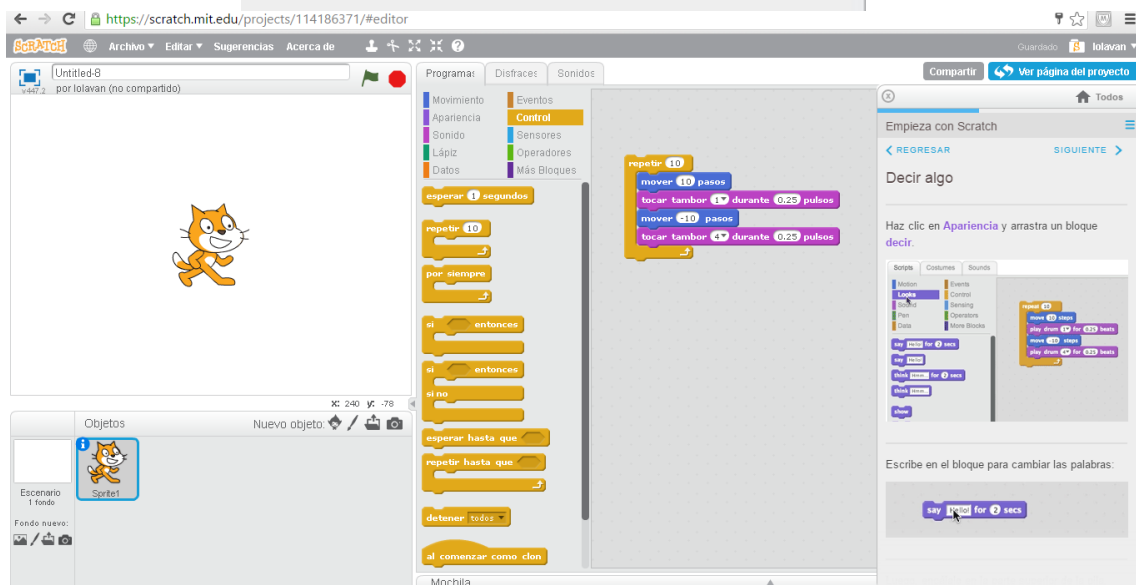 https://scratch.mit.edu/projects/114186371/#editor
SCRATCH Archivo Editar Sugerencias Acerca de Guardado lolavan
Untitled-8
v447.2 por lolavan (no compartido)
Programas Disfraces Sonidos
Compartir Ver página del proyecto
Movimiento Eventos
Apariencia Control
Sonido Sensores
Lápiz Operadores
Datos Más Bloques
esperar 1 segundos
repetir 10
por siempre
si entonces
si entonces
si no
esperar hasta que
repetir hasta que
detener todos
al comenzar como clon
Mochila
repetir 10
mover 10 pasos
tocar tambor 1 durante 0.25 pulsos
mover -10 pasos
tocar tambor 4 durante 0.25 pulsos
X: 240 y: -78
Objetos Nuevo objeto:
Escenario
1 fondo
Fondo nuevo:
Sprite1
Todos
Empieza con Scratch
REGRESAR SIGUIENTE
Decir algo
Haz clic en Apariencia y arrastra un bloque
decir.
Scripts Costumes Sounds
Motion Events
Looks Control
Sound Sensing
Pen Operators
Data More Blocks
say Hello! for 2 secs
say Hello!
think Hmm... for 2 secs
think Hmm...
show
repeat 10
move 10 steps
play drum 1 for 0.25 beats
move -10 steps
play drum 4 for 0.25 beats
Escribe en el bloque para cambiar las palabras:
say Hello! for 2 secs